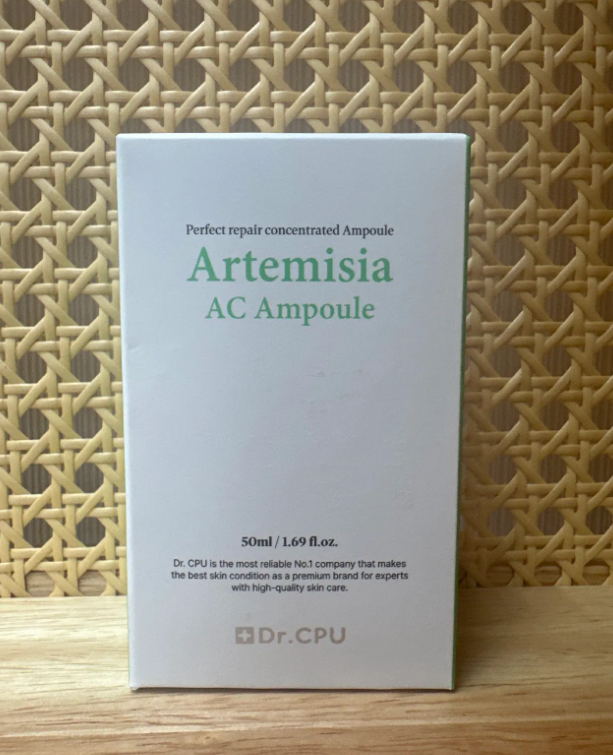 Perfect repair concentrated Ampoule
Artemisia
AC Ampoule
50ml / 1.69 fl.oz.
Dr. CPU is the most reliable No.1 company that makes
the best skin condition as a premium brand for experts
with high-quality skin care.
Dr.CPU